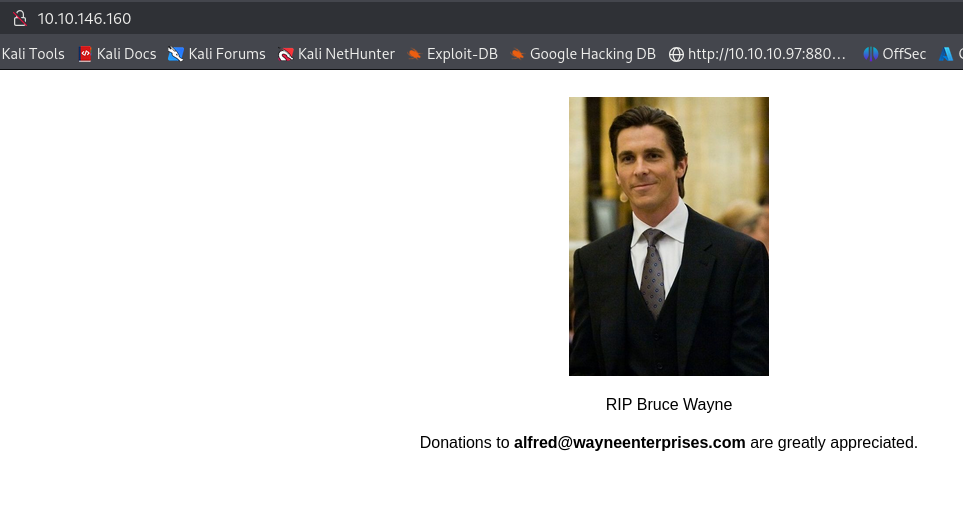 10.10.146.160
Kali Tools Kali Docs Kali Forums Kali NetHunter Exploit-DB Google Hacking DB http://10.10.10.97:880… OffSec
RIP Bruce Wayne
Donations to alfred@wayneenterprises.com are greatly appreciated.